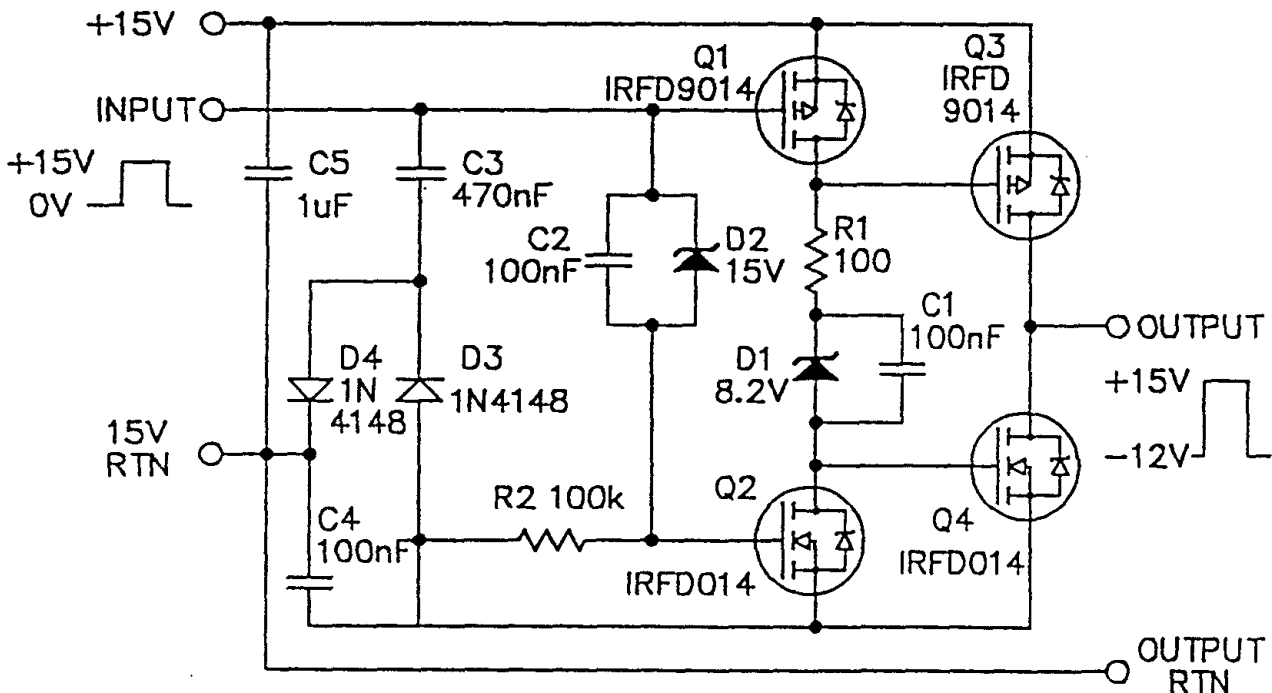 +15V
INPUT
+15V
0V
C5
1uF
C3
470nF
C2
100nF
D2
15V
Q1
IRFD9014
Q3
IRFD
9014
R1
100
C1
100nF
D1
8.2V
OUTPUT
+15V
-12V
D4
1N
4148
D3
1N4148
15V
RTN
C4
100nF
R2 100k
Q2
IRFD014
Q4
IRFD014
OUTPUT
RTN